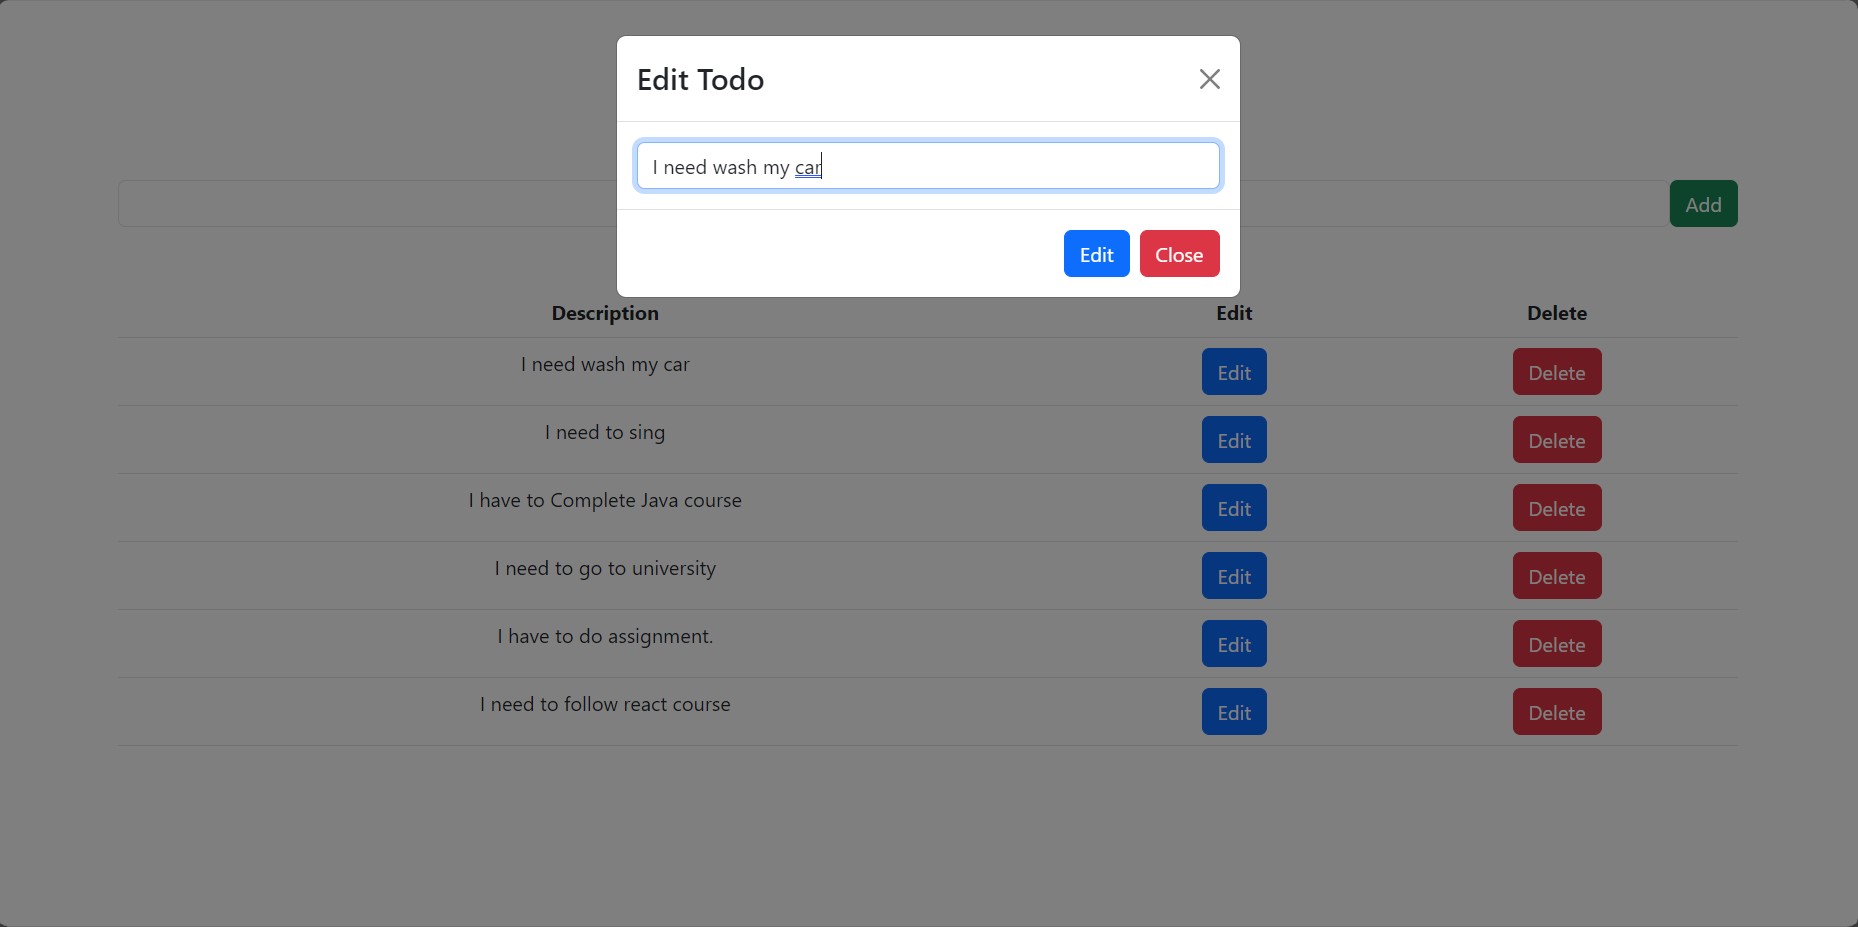 Edit Todo
I need wash my car
Edit Close
Add
Description Edit Delete
I need wash my car Edit Delete
I need to sing Edit Delete
I have to Complete Java course Edit Delete
I need to go to university Edit Delete
I have to do assignment. Edit Delete
I need to follow react course Edit Delete